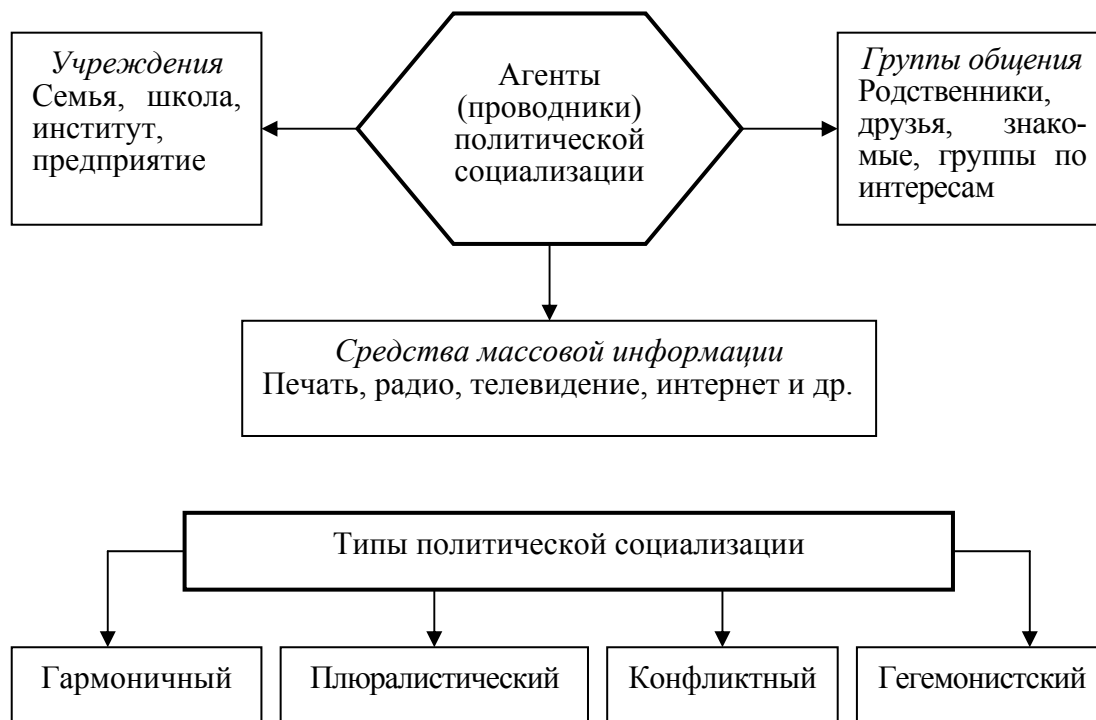 Учреждения
Семья, школа,
институт,
предприятие
Агенты
(проводники)
политической
социализации
Группы общения
Родственники,
друзья, знако-
мые, группы по
интересам
Средства массовой информации
Печать, радио, телевидение, интернет и др.
Типы политической социализации
Гармоничный
Плюралистический
Конфликтный
Гегемонистский